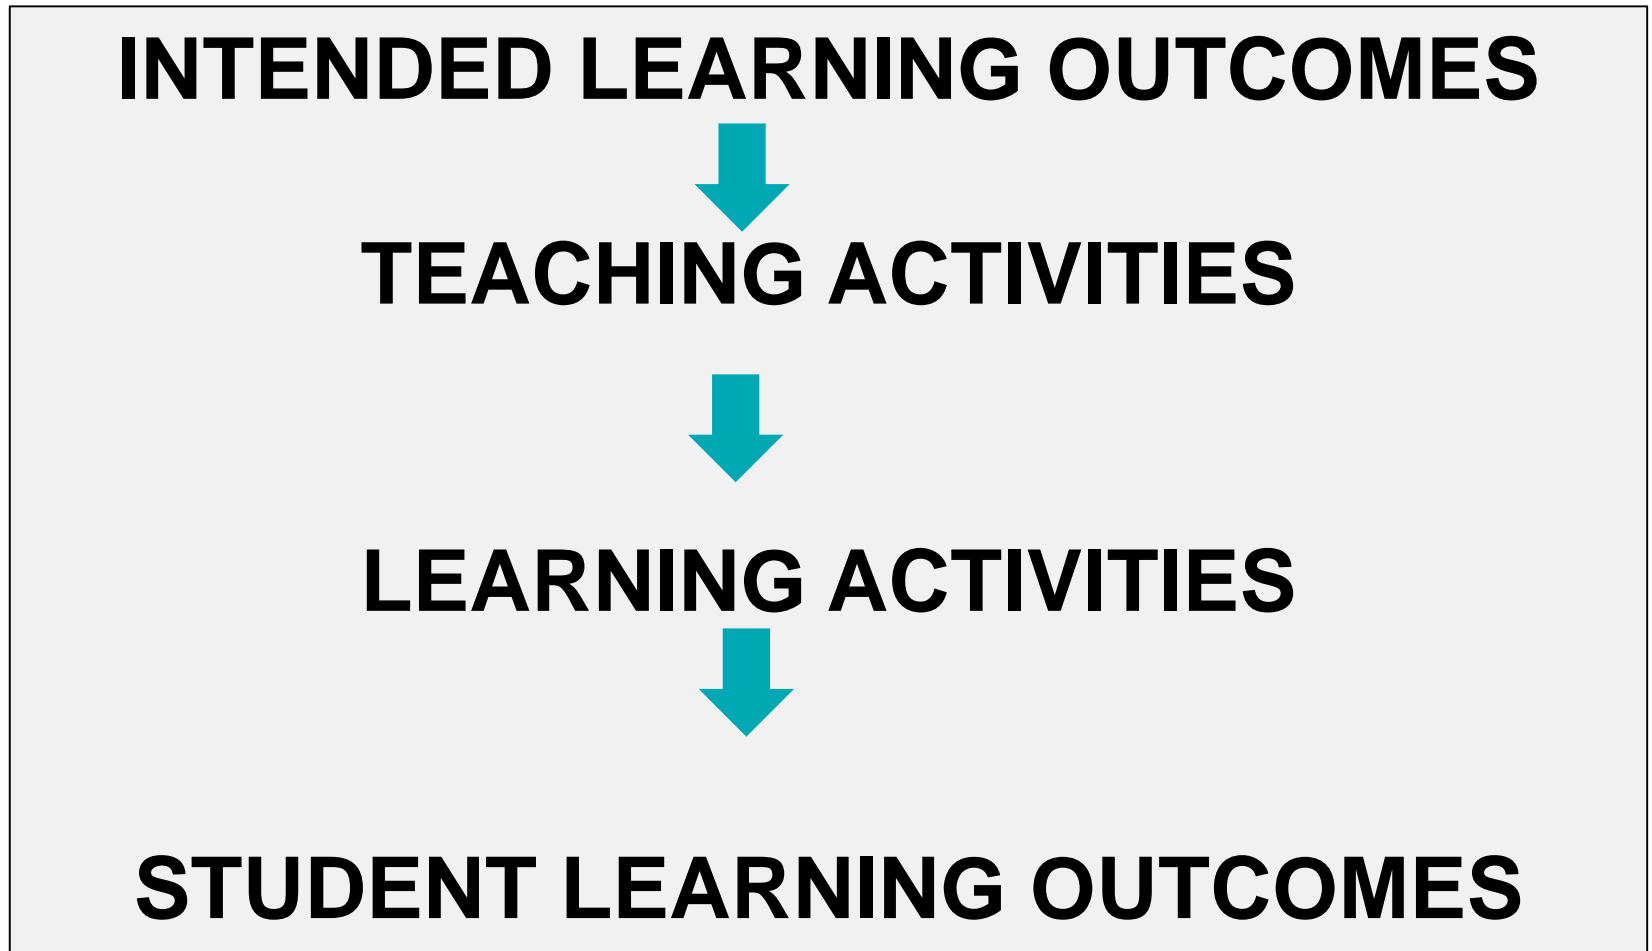 INTENDED LEARNING OUTCOMES
TEACHING ACTIVITIES
LEARNING ACTIVITIES
STUDENT LEARNING OUTCOMES